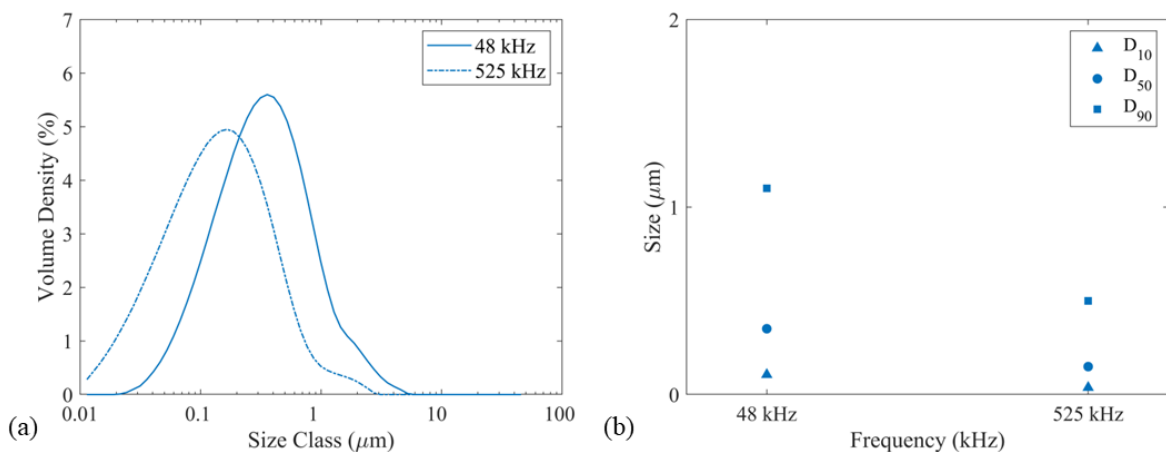 7
6
5
4
3
2
1
0
Volume Density (%)
0.01 0.1 1 10 100
Size Class (μm)
48 kHz
525 kHz
(a)
2
1
0
Size (μm)
48 kHz 525 kHz
Frequency (kHz)
D10
D50
D90
(b)